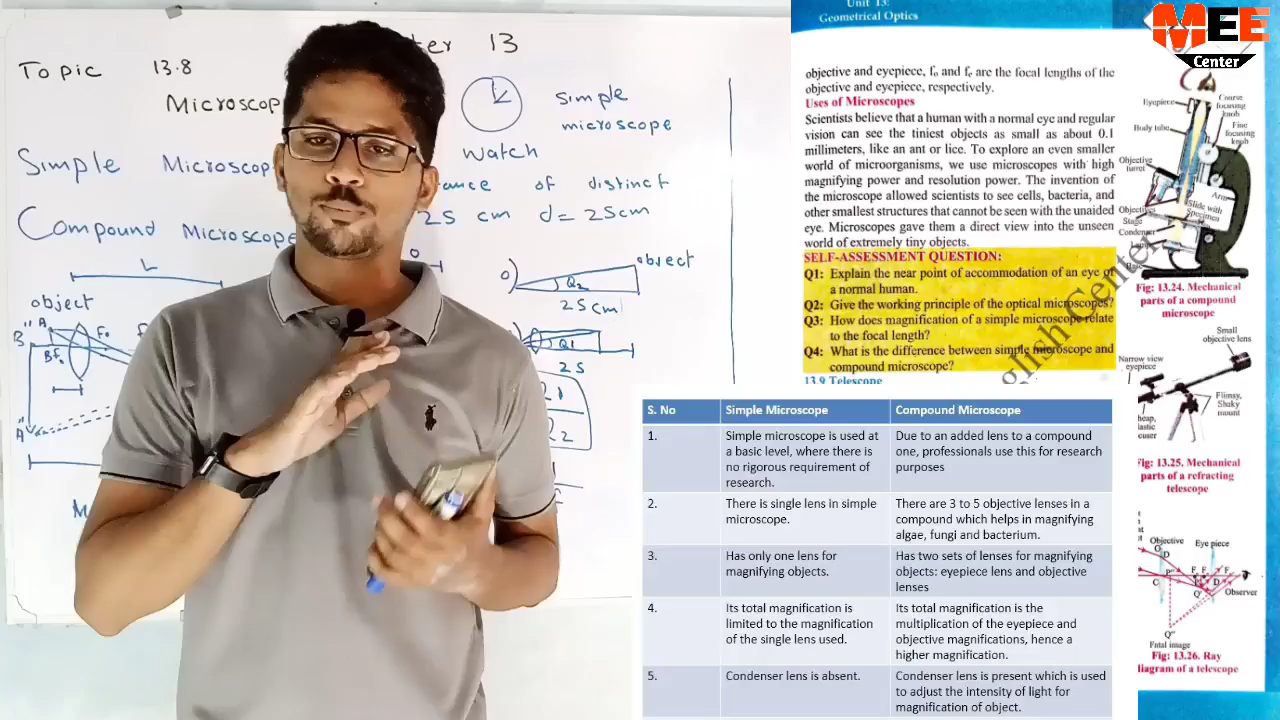 ter 13
Topic 13.8
Microscop
simple
microscope
watch
Simple Microscop
ance of distinct
Compound Microscope
25 cm d= 25cm
L
object
object
25 cm
25
Unit 13:
Geometrical Optics
MEE
Center
objective and eyepiece, fo and fe are the focal lengths of the
objective and eyepiece, respectively.
Uses of Microscopes
Scientists believe that a human with a normal eye and regular
vision can see the tiniest objects as small as about 0.1
millimeters, like an ant or lice. To explore an even smaller
world of microorganisms, we use microscopes with high
magnifying power and resolution power. The invention of
the microscope allowed scientists to see cells, bacteria, and
other smallest structures that cannot be seen with the unaided
eye. Microscopes gave them a direct view into the unseen
world of extremely tiny objects.
SELF-ASSESSMENT QUESTION:
Q1: Explain the near point of accommodation of an eye of
a normal human.
Q2: Give the working principle of the optical microscopes?
Q3: How does magnification of a simple microscope relate
to the focal length?
Q4: What is the difference between simple microscope and
compound microscope?
13.9 Telescope
glish Center
Eyepiece
Coarse
focusing
knob
Body tube
Fine
focusing
knob
Objective
turret
Arm
Objectives
Slide with
Specimen
Stage
Condenser
Fig: 13.24. Mechanical
parts of a compound
microscope
Small
objective lens
Narrow view
eyepiece
Flimsy,
Shaky
mount
Fig: 13.25. Mechanical
parts of a refracting
telescope
Objective
Eye piece
Observer
Final image
Fig: 13.26. Ray
diagram of a telescope
S. No Simple Microscope Compound Microscope
1. Simple microscope is used at Due to an added lens to a compound
a basic level, where there is one, professionals use this for research
no rigorous requirement of purposes
research.
2. There is single lens in simple There are 3 to 5 objective lenses in a
microscope. compound which helps in magnifying
algae, fungi and bacterium.
3. Has only one lens for Has two sets of lenses for magnifying
magnifying objects. objects: eyepiece lens and objective
lenses
4. Its total magnification is Its total magnification is the
limited to the magnification multiplication of the eyepiece and
of the single lens used. objective magnifications, hence a
higher magnification.
5. Condenser lens is absent. Condenser lens is present which is used
to adjust the intensity of light for
magnification of object.